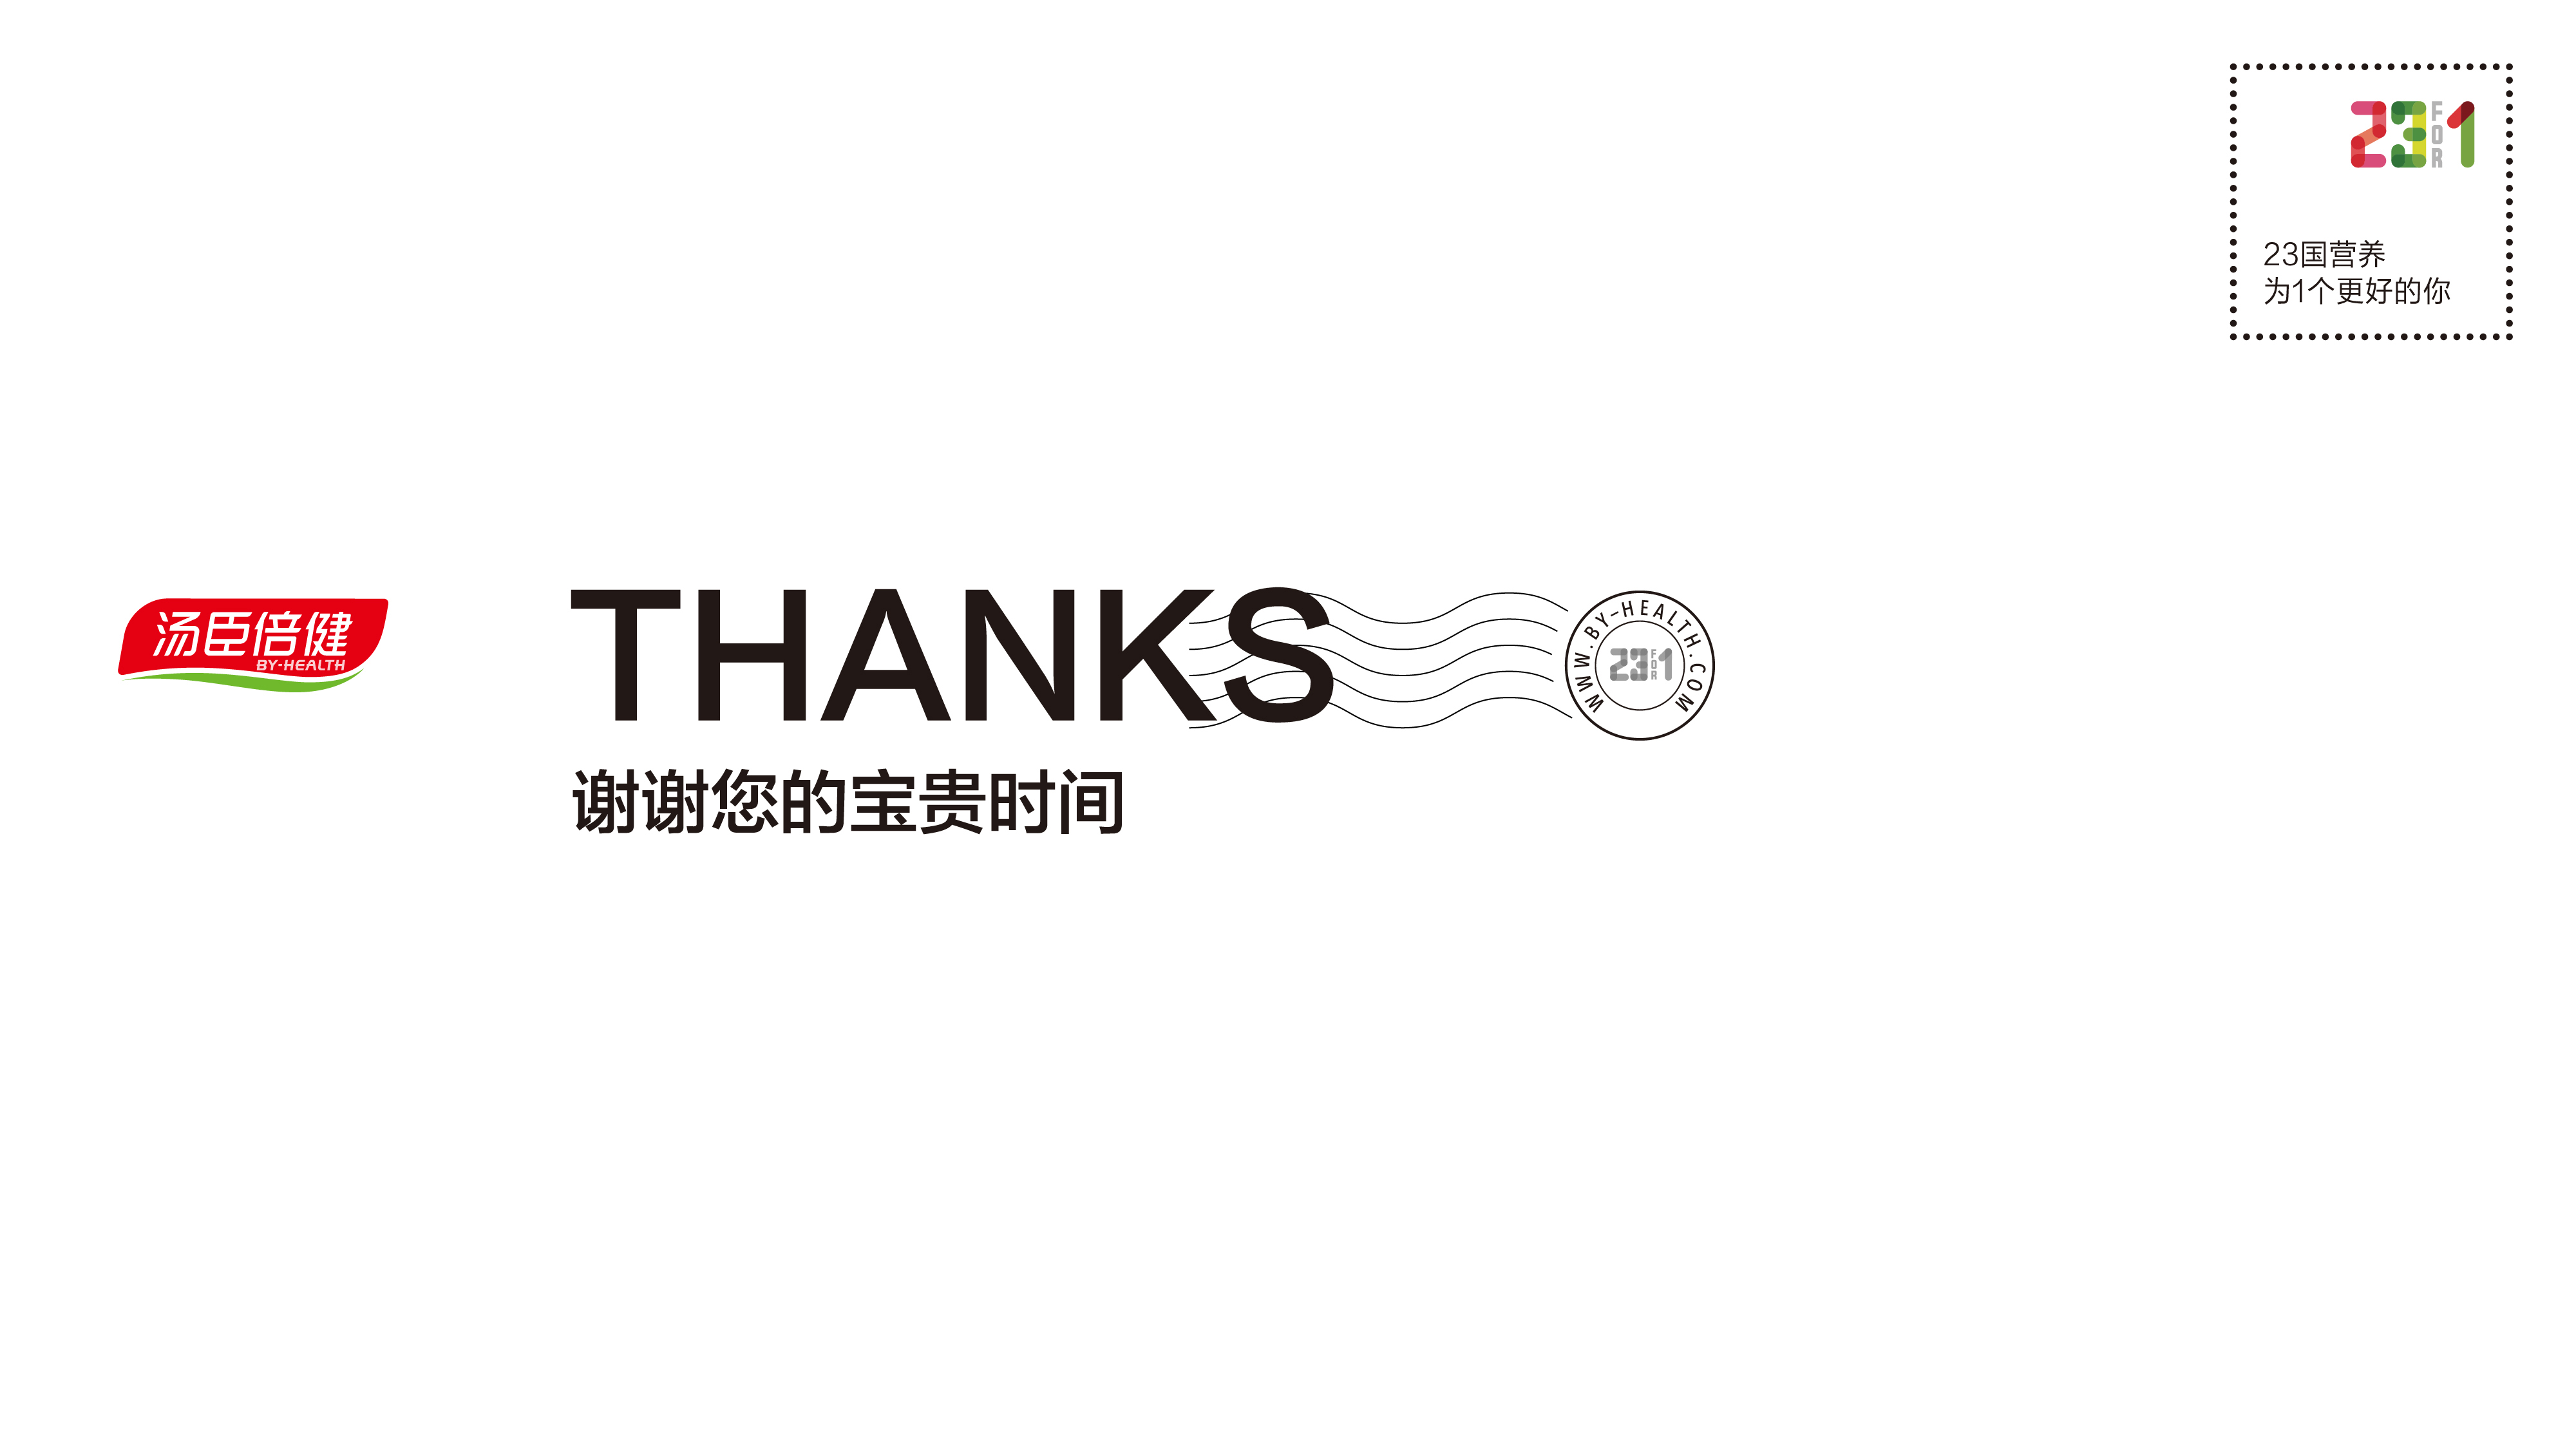 23 FOR 1
23国营养
为1个更好的你
汤臣倍健
BY-HEALTH
THANKS
WWW.BY-HEALTH.COM
23 FOR 1
谢谢您的宝贵时间